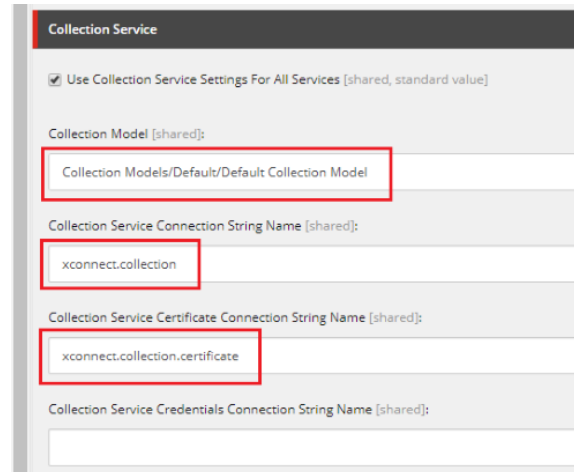 Collection Service
Use Collection Service Settings For All Services [shared, standard value]
Collection Model [shared]:
Collection Models/Default/Default Collection Model
Collection Service Connection String Name [shared]:
xconnect.collection
Collection Service Certificate Connection String Name [shared]:
xconnect.collection.certificate
Collection Service Credentials Connection String Name [shared]: